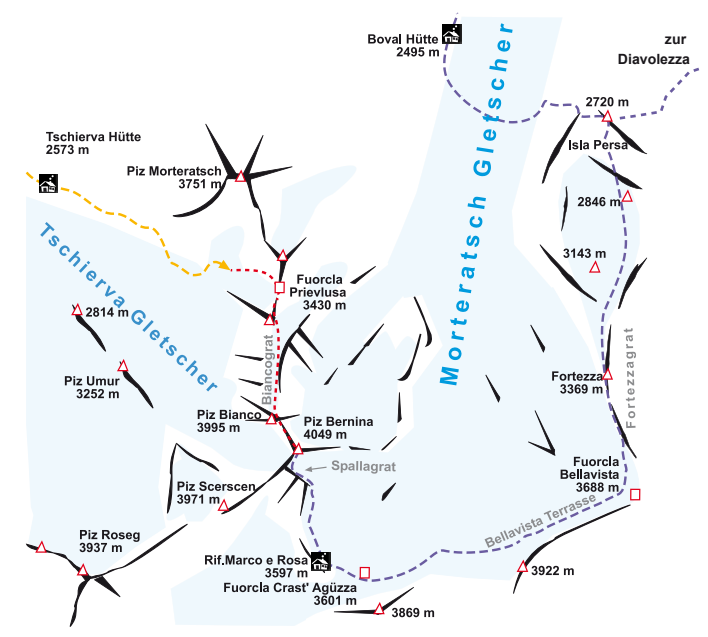 Boval Hütte
2495 m
zur
Diavolezza
2720 m
Isla Persa
2846 m
3143 m
Tschierva Hütte
2573 m
Piz Morteratsch
3751 m
Morteratsch Gletscher
Tschierva Gletscher
Fuorcla
Prievlusa
3430 m
2814 m
Biancograt
Piz Umur
3252 m
Fortezza
3369 m
Fortezzagrat
Piz Bianco
3995 m
Piz Bernina
4049 m
Spallagrat
Fuorcla
Bellavista
3688 m
Piz Scerscen
3971 m
Bellavista Terrasse
Piz Roseg
3937 m
Rif.Marco e Rosa
3597 m
Fuorcla Crast' Agüzza
3601 m
3922 m
3869 m